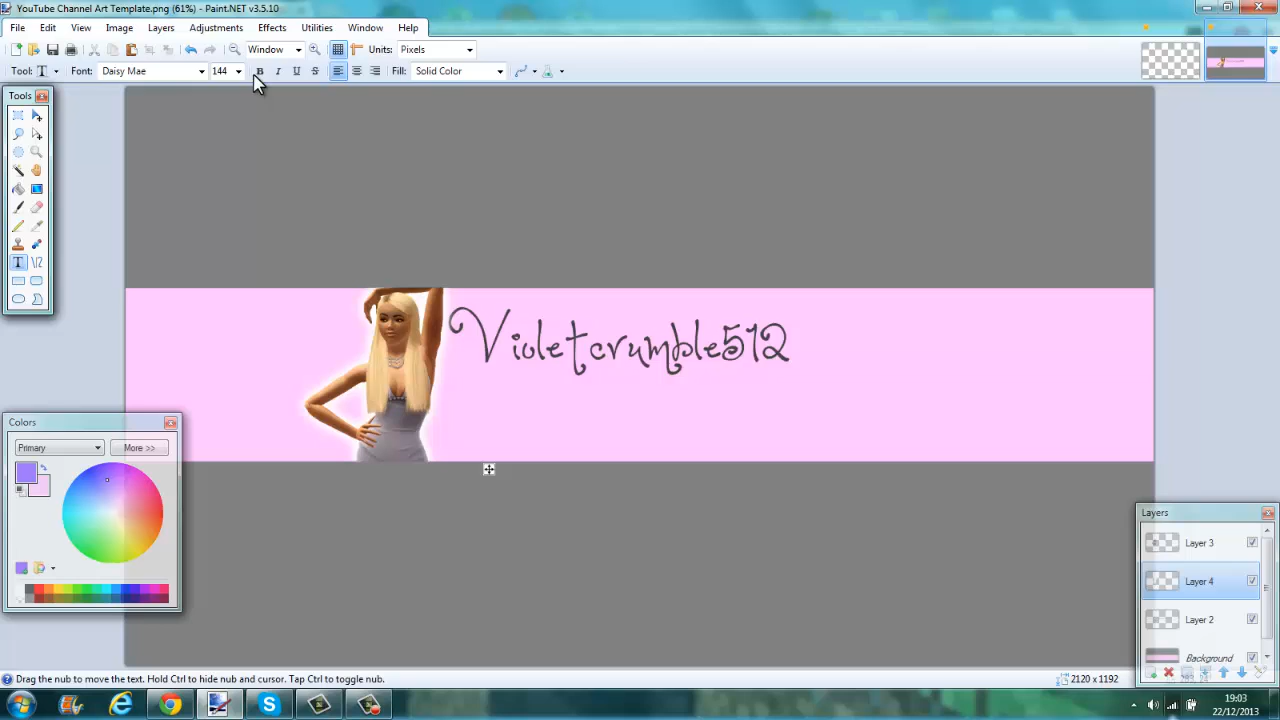 YouTube Channel Art Template.png (61%) - Paint.NET v3.5.10
File Edit View Image Layers Adjustments Effects Utilities Window Help
Window Units: Pixels
Tool: T Font: Daisy Mae 144 B I U S Fill: Solid Color
Tools
Violetcrumble512
Colors
Primary More >>
Layers
Layer 3
Layer 4
Layer 2
Background
Drag the nub to move the text. Hold Ctrl to hide nub and cursor. Tap Ctrl to toggle nub.
2120 x 1192
19:03
22/12/2013